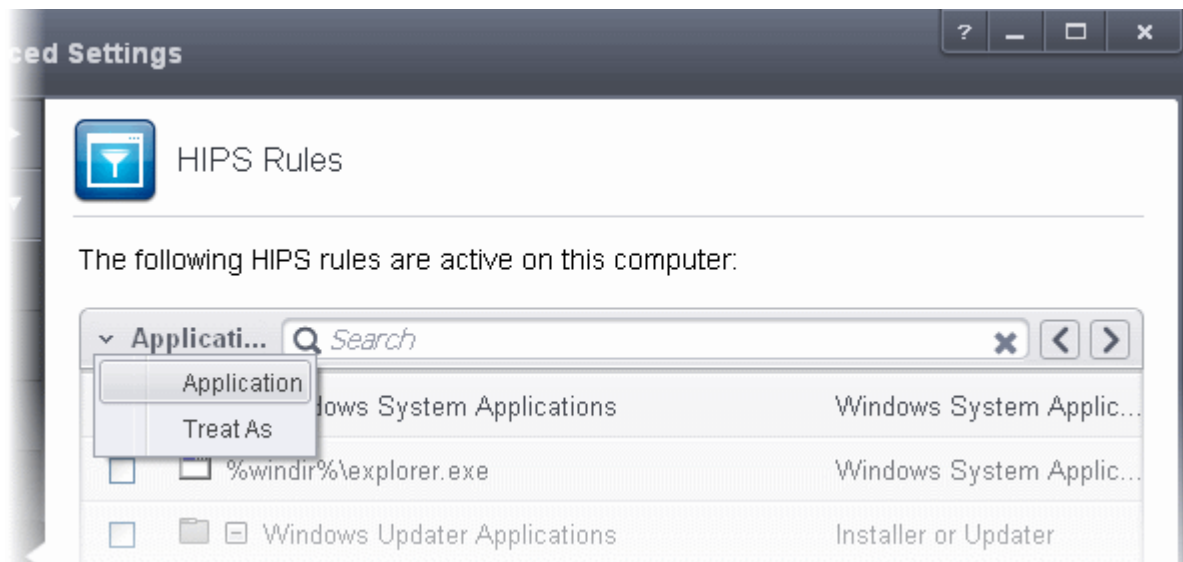 ced Settings
?
HIPS Rules
The following HIPS rules are active on this computer:
Applicati... Search
Application
dows System Applications Windows System Applic...
Treat As
%windir%\explorer.exe Windows System Applic...
Windows Updater Applications Installer or Updater